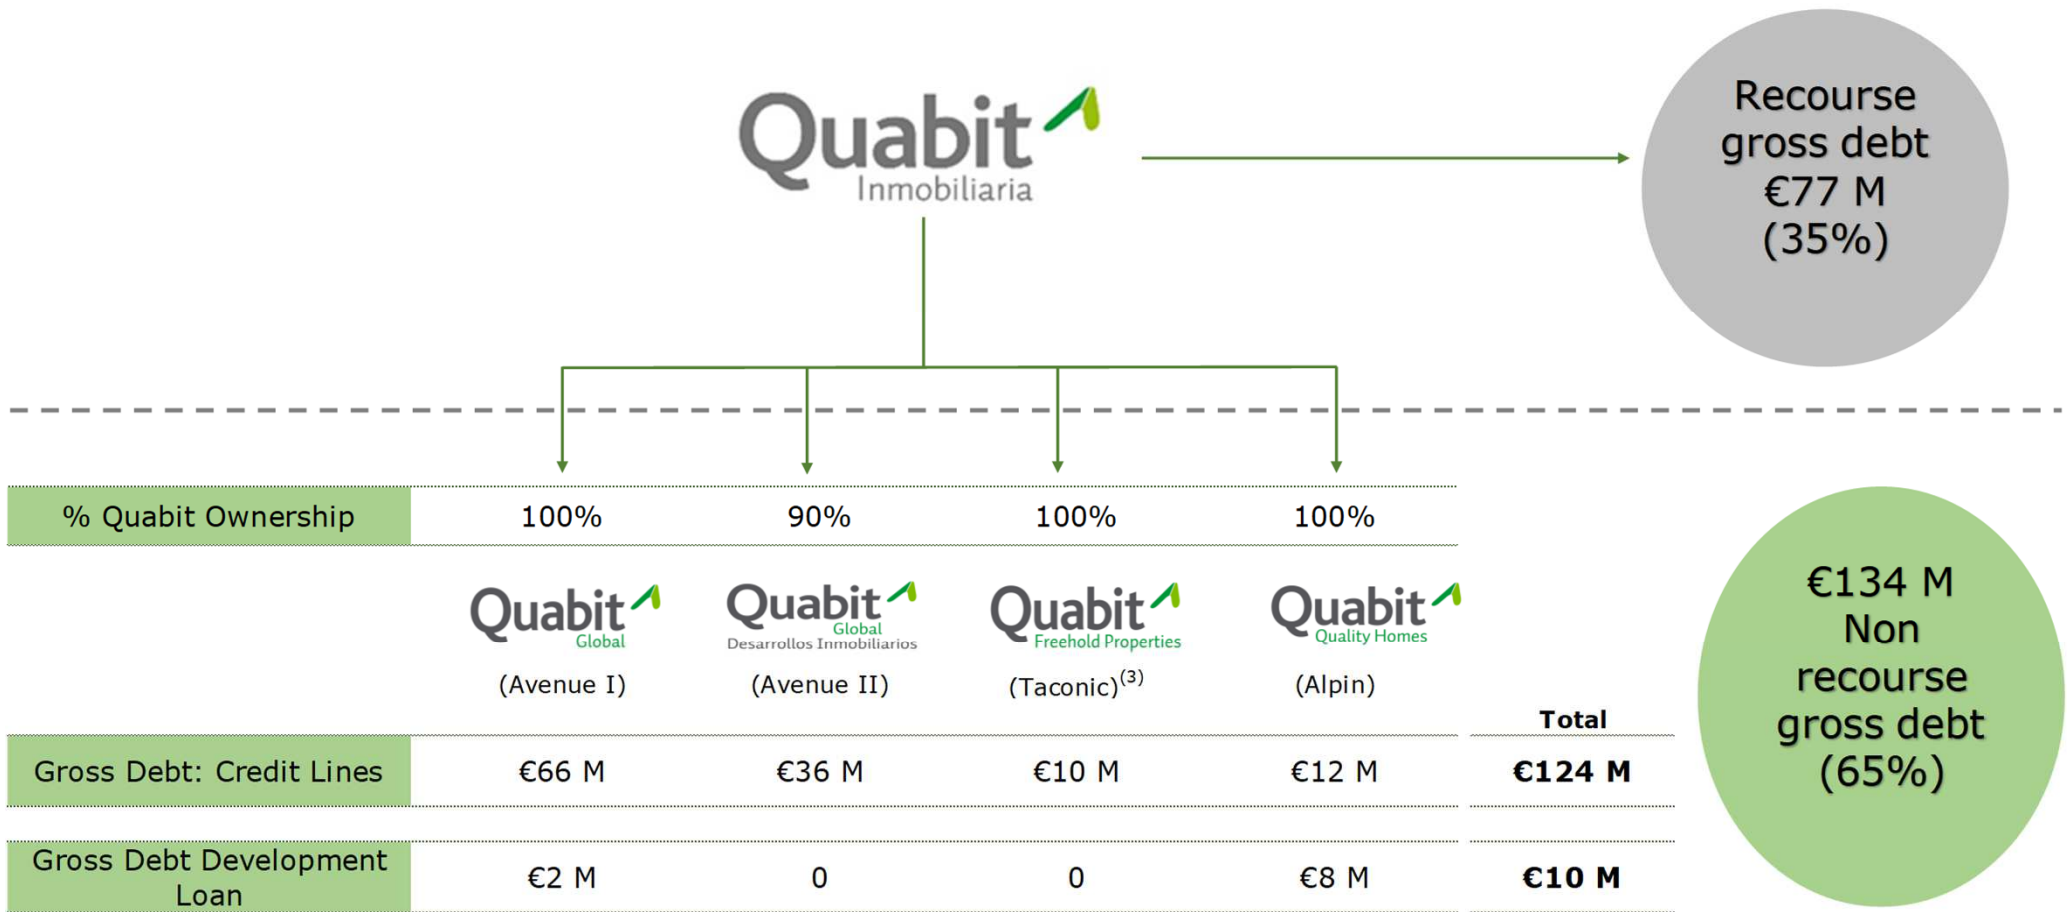 Quabit
Inmobiliaria
Recourse
gross debt
€77 M
(35%)
% Quabit Ownership 100% 90% 100% 100%
Quabit Global
Quabit Global Desarrollos Inmobiliarios
Quabit Freehold Properties
Quabit Quality Homes
(Avenue I) (Avenue II) (Taconic)(3) (Alpin)
Total
Gross Debt: Credit Lines €66 M €36 M €10 M €12 M €124 M
Gross Debt Development
Loan €2 M 0 0 €8 M €10 M
€134 M
Non
recourse
gross debt
(65%)